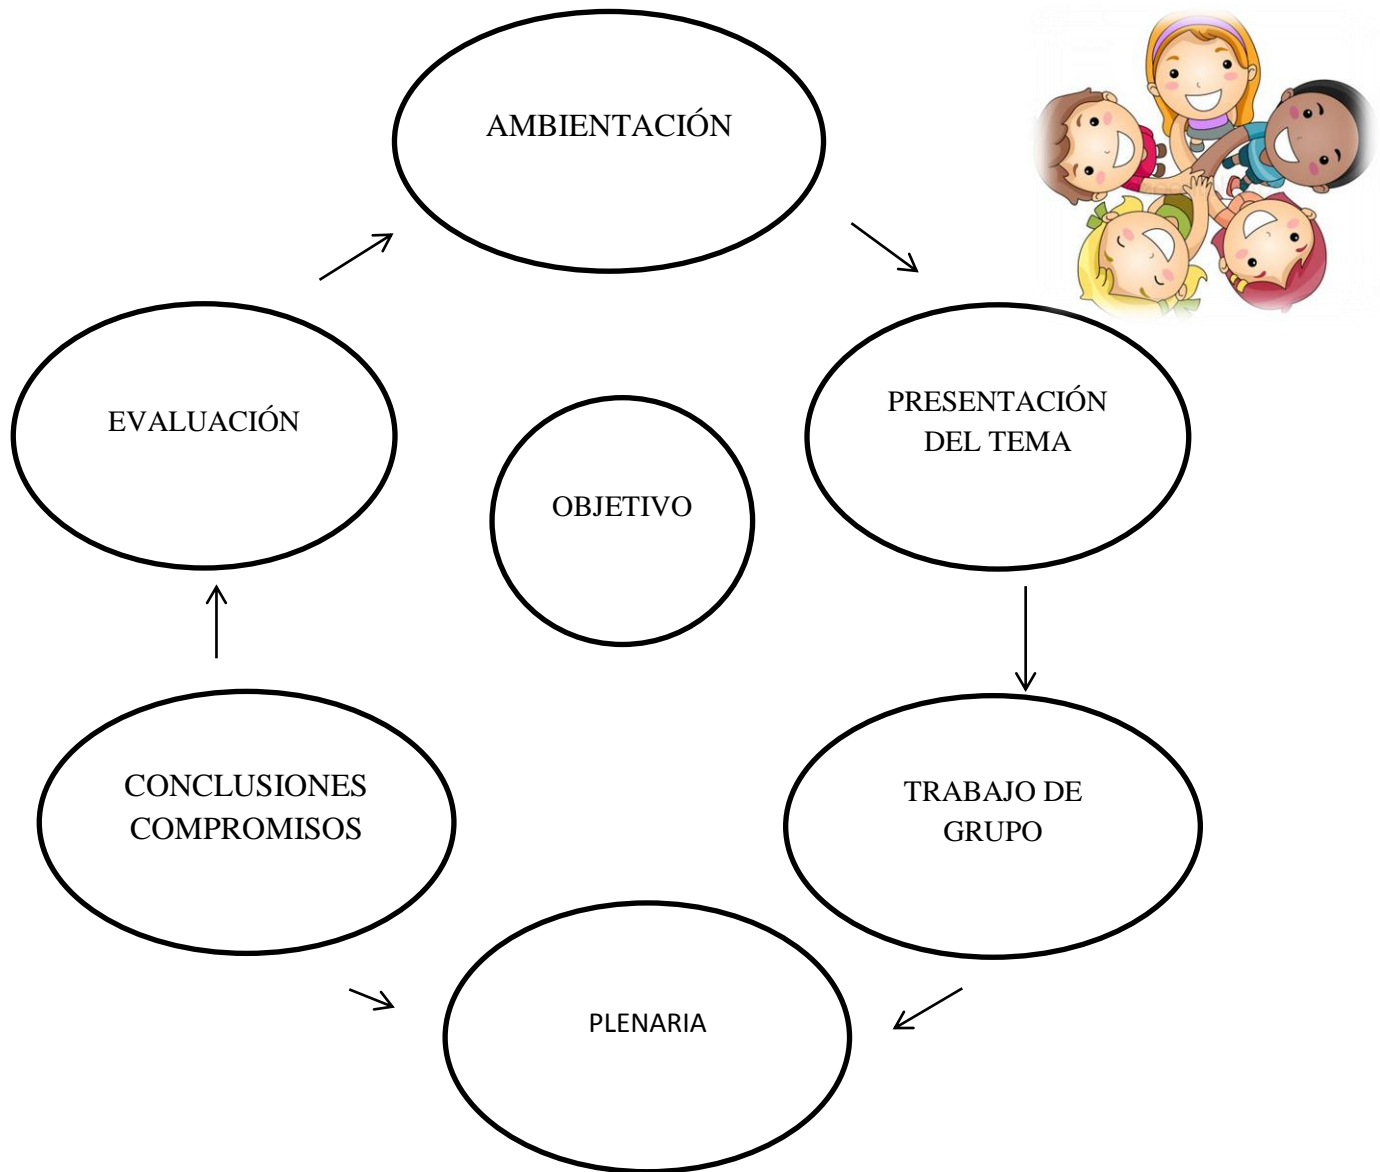 AMBIENTACIÓN
PRESENTACIÓN
DEL TEMA
EVALUACIÓN
OBJETIVO
CONCLUSIONES
COMPROMISOS
TRABAJO DE
GRUPO
PLENARIA